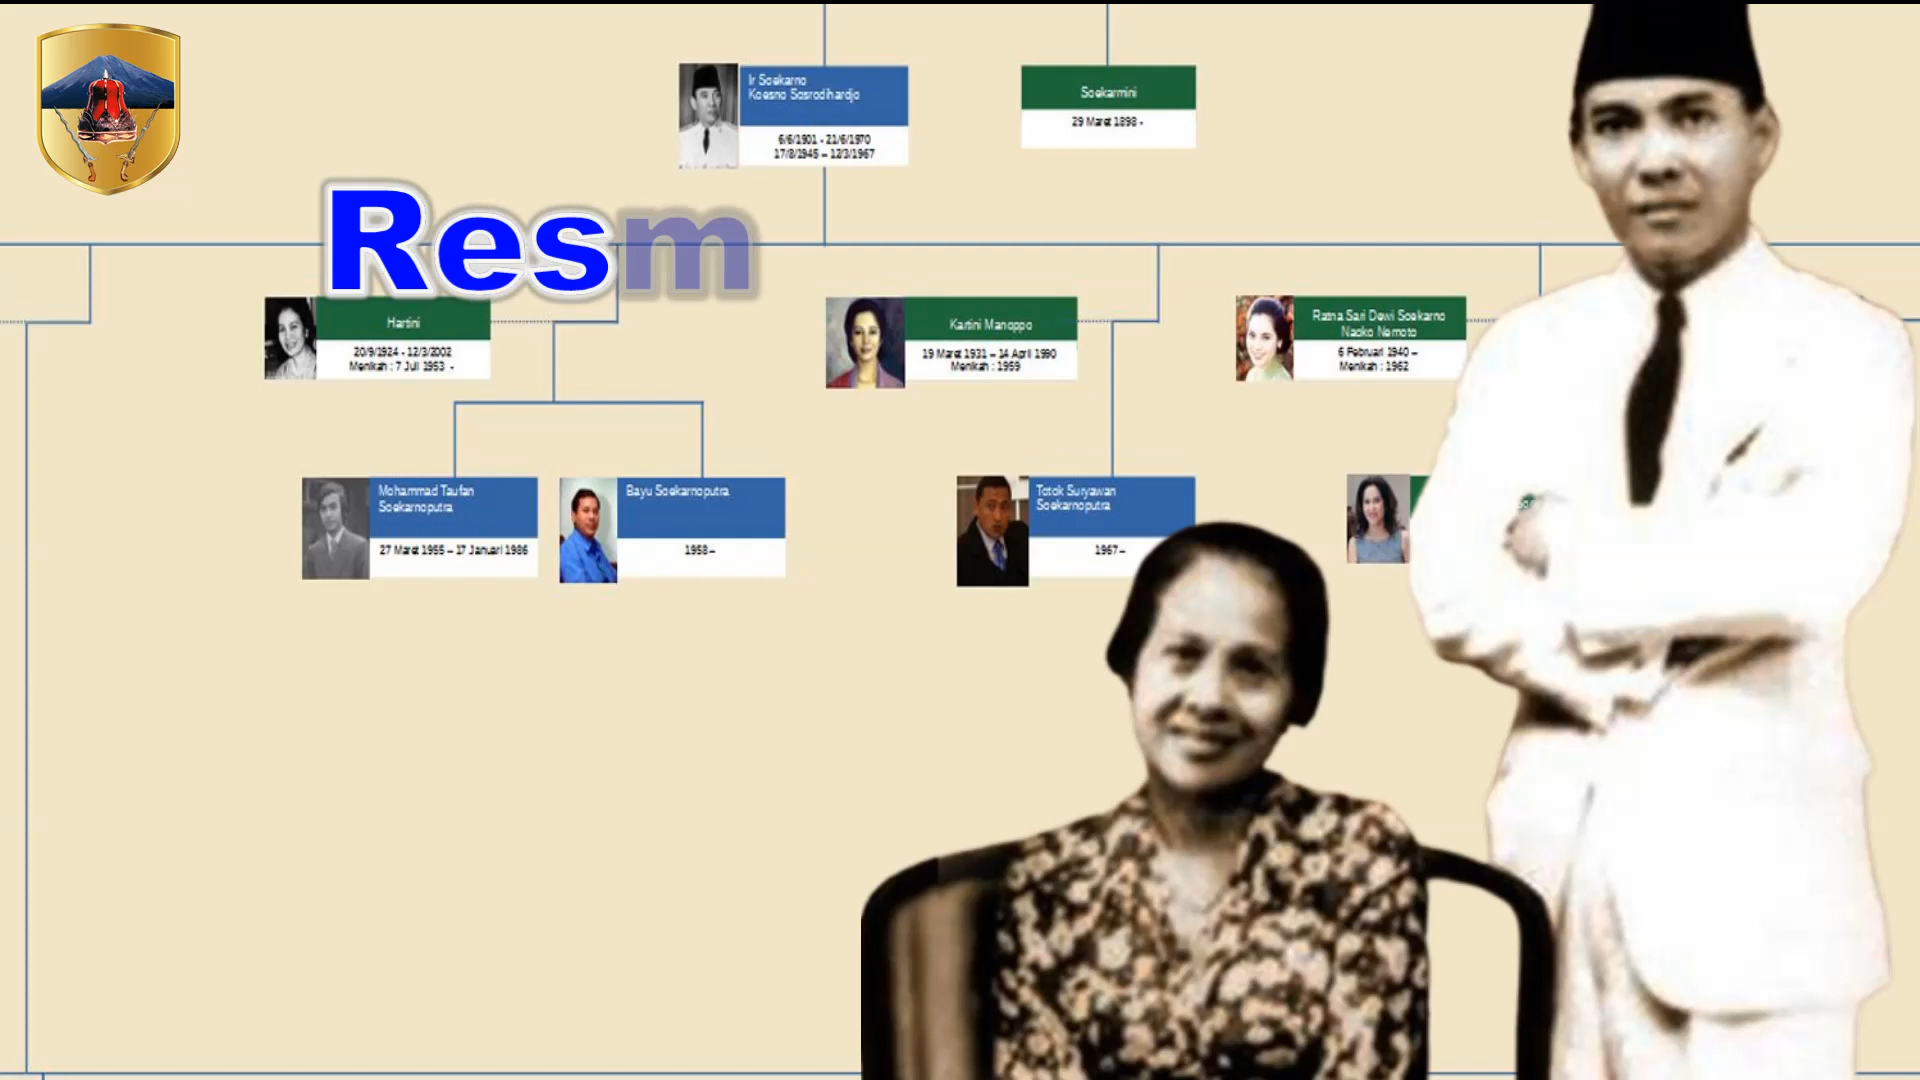 Ir Soekarno
Koesno Sosrodihardjo
6/6/1901 - 21/6/1970
17/8/1945 – 12/3/1967
Soekarmini
29 Maret 1898 -
Resm
Hartini
20/9/1924 - 12/3/2002
Menikah : 7 Juli 1953 -
Kartini Manoppo
19 Maret 1931 – 14 April 1990
Menikah : 1959
Ratna Sari Dewi Soekarno
Naoko Nemoto
6 Februari 1940 –
Menikah : 1962
Mohammad Taufan
Soekarnoputra
27 Maret 1955 – 17 Januari 1986
Bayu Soekarnoputra
1958 –
Totok Suryawan
Soekarnoputra
1967 –